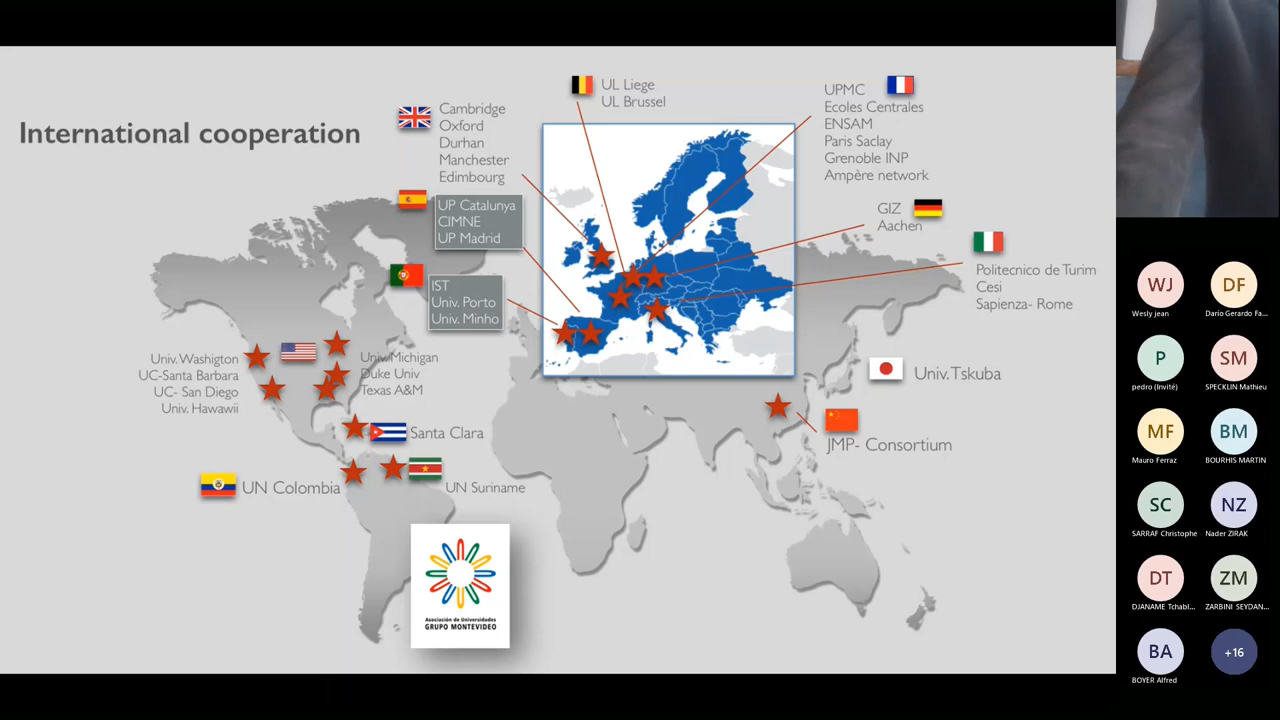 International cooperation
Cambridge
Oxford
Durhan
Manchester
Edimbourg
UL Liege
UL Brussel
UPMC
Ecoles Centrales
ENSAM
Paris Saclay
Grenoble INP
Ampère network
UP Catalunya
CIMNE
UP Madrid
GIZ
Aachen
IST
Univ. Porto
Univ. Minho
Politecnico de Turim
Cesi
Sapienza- Rome
Univ. Washigton
UC-Santa Barbara
UC- San Diego
Univ. Hawawii
Univ. Michigan
Duke Univ
Texas A&M
Univ. Tskuba
Santa Clara
JMP- Consortium
UN Colombia
UN Suriname
Asociación de Universidades
GRUPO MONTEVIDEO
WJ
Wesly jean
DF
Darío Gerardo Fa...
P
pedro (Invité)
SM
SPECKLIN Mathieu
MF
Mauro Ferraz
BM
BOURHIS MARTIN
SC
SARRAF Christophe
NZ
Nader ZIRAK
DT
DJANAME Tchabl...
ZM
ZARBINI SEYDAN...
BA
BOYER Alfred
+16